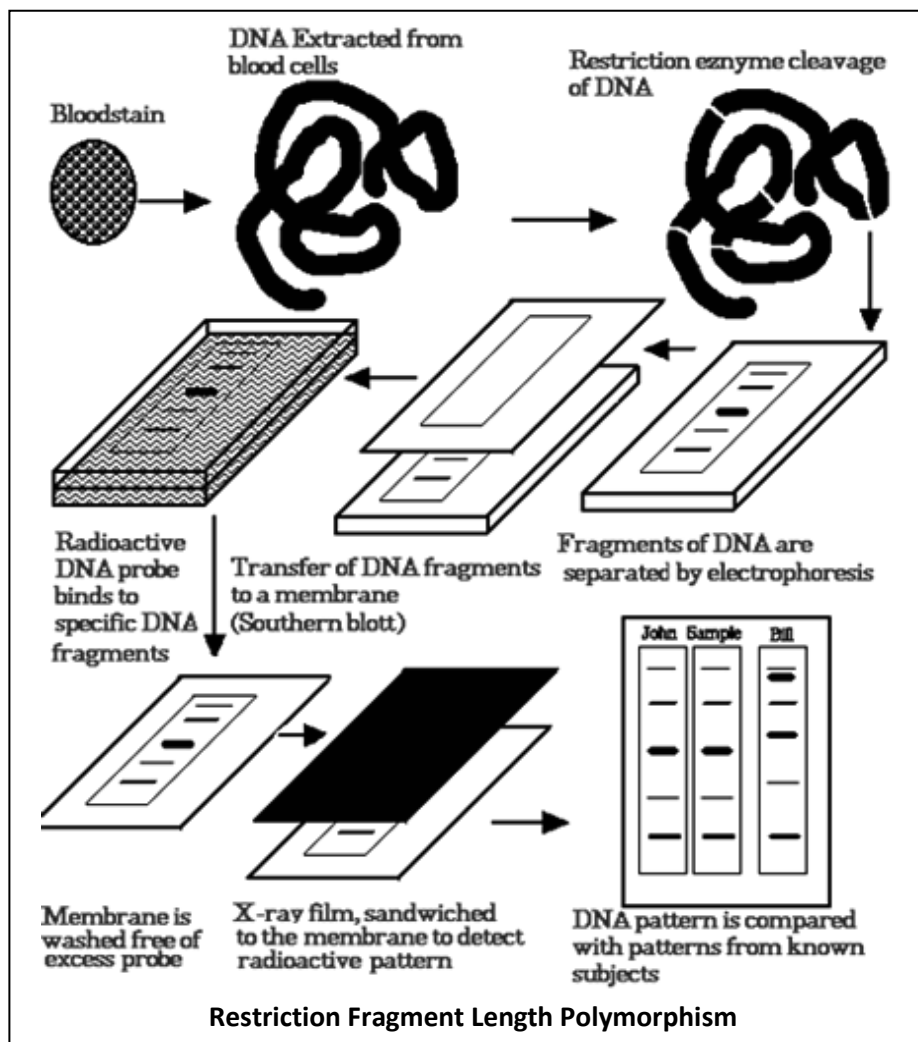 DNA Extracted from
blood cells
Restriction eznyme cleavage
of DNA
Bloodstain
Radioactive
DNA probe
binds to
specific DNA
fragments
Transfer of DNA fragments
to a membrane
(Southern blott)
Fragments of DNA are
separated by electrophoresis
John Sample Bill
Membrane is
washed free of
excess probe
X-ray film, sandwiched
to the membrane to detect
radioactive pattern
DNA pattern is compared
with patterns from known
subjects
Restriction Fragment Length Polymorphism